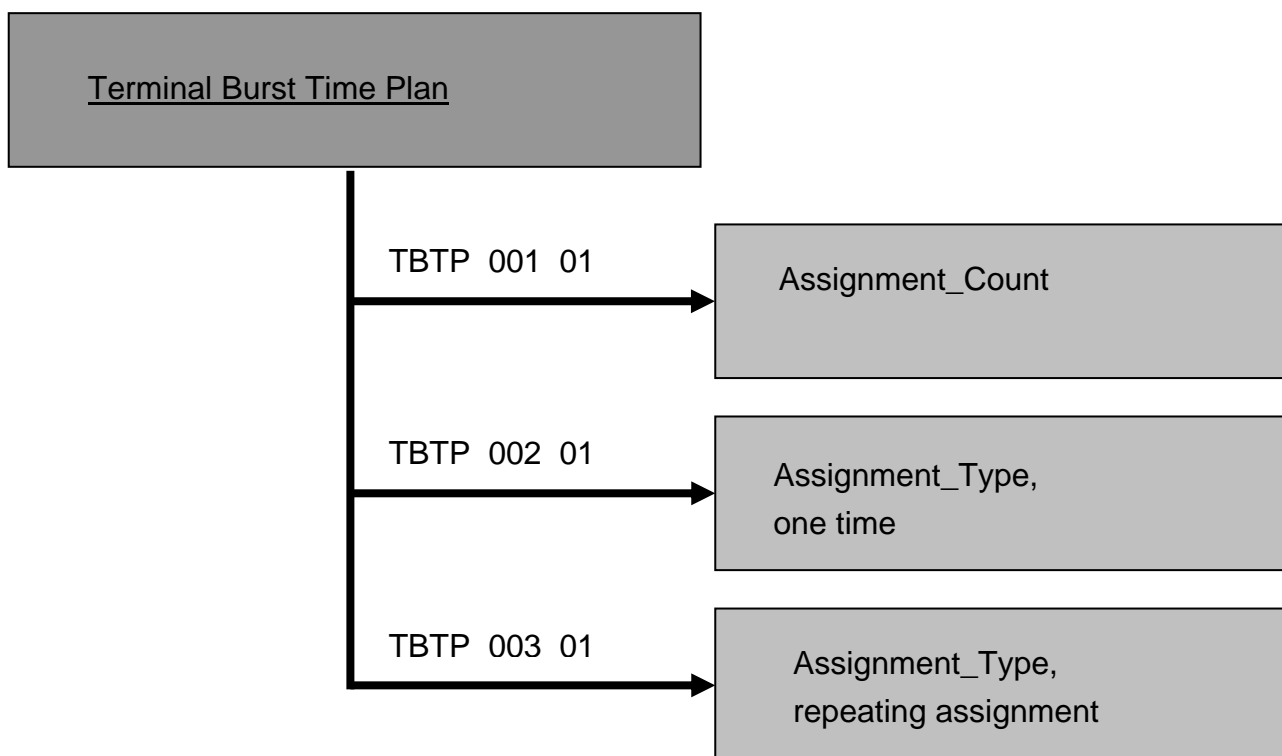 Terminal Burst Time Plan
TBTP 001 01
Assignment_Count
TBTP 002 01
Assignment_Type,
one time
TBTP 003 01
Assignment_Type,
repeating assignment